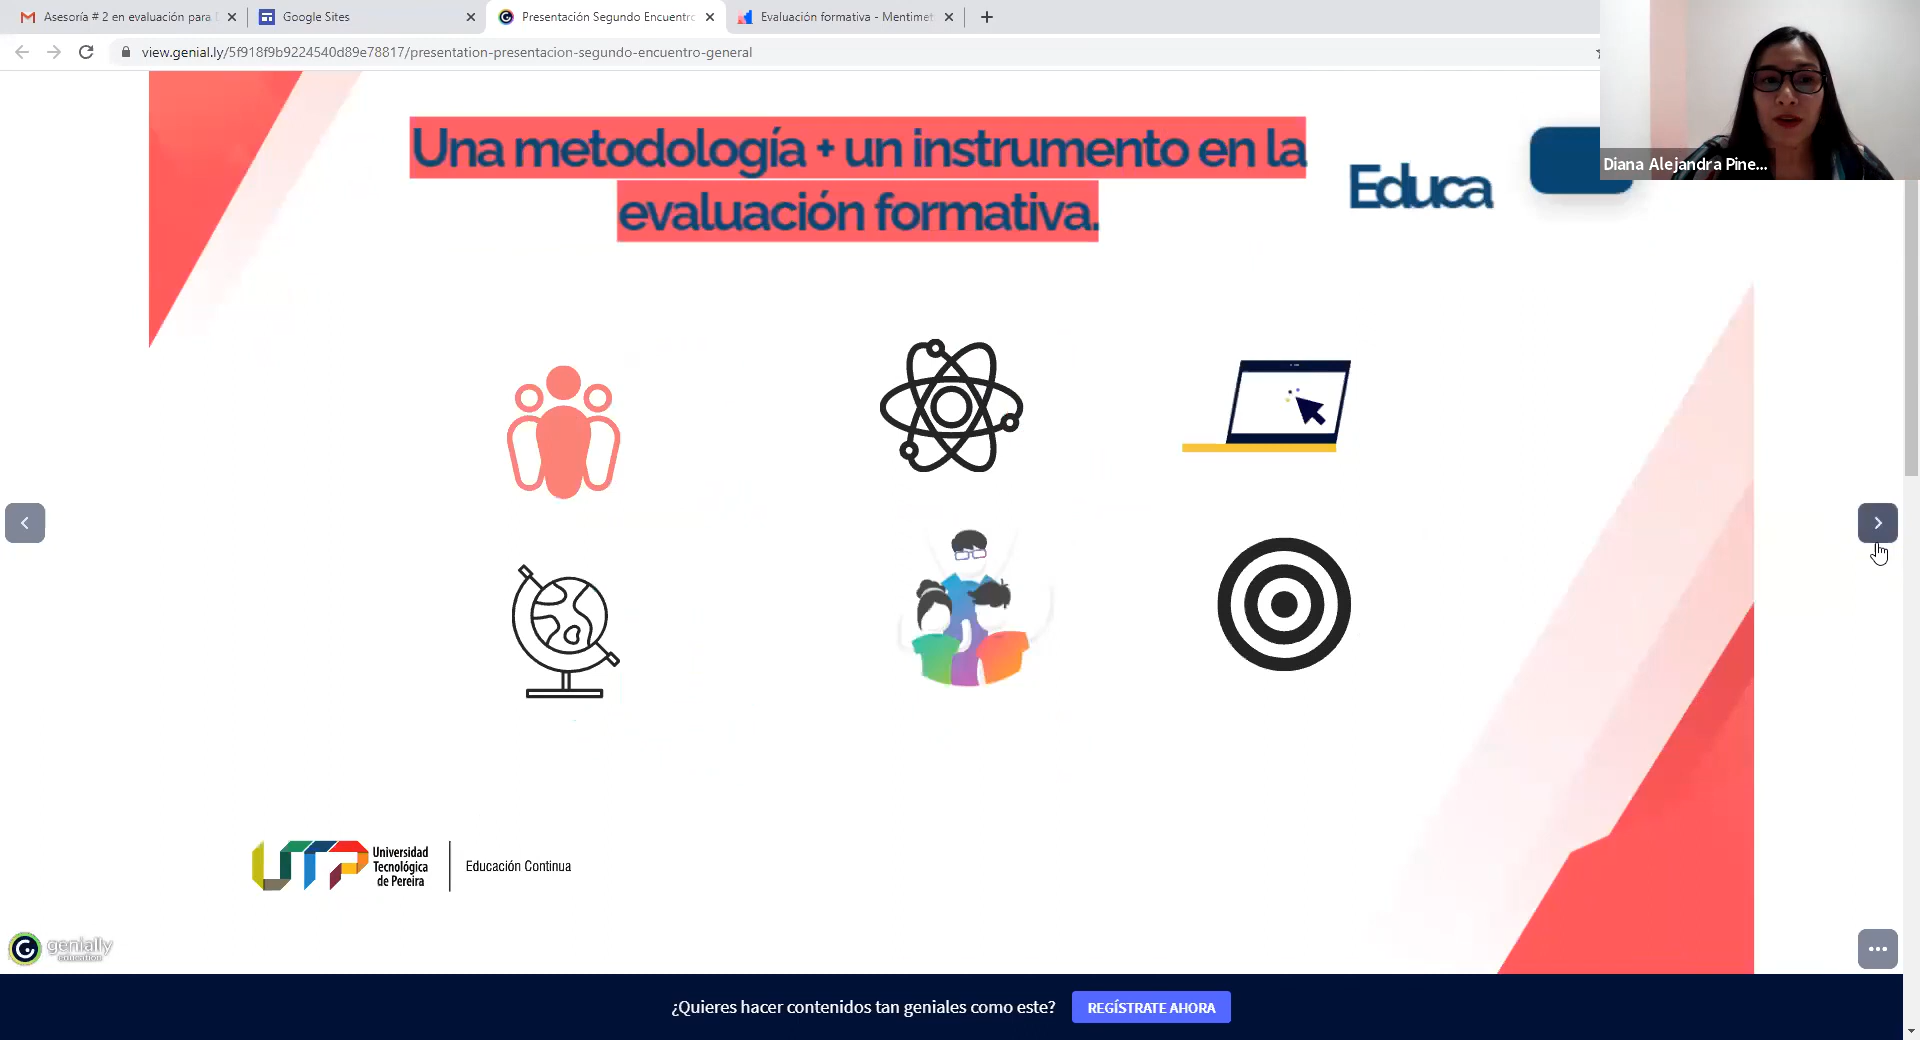 Asesoría # 2 en evaluación para
Google Sites
Presentación Segundo Encuentro
Evaluación formativa - Mentimet
view.genial.ly/5f918f9b9224540d89e78817/presentation-presentacion-segundo-encuentro-general
Diana Alejandra Pine...
Una metodología + un instrumento en la
evaluación formativa.
Educa
Universidad
Tecnológica
de Pereira
Educación Continua
genially
education
¿Quieres hacer contenidos tan geniales como este?
REGÍSTRATE AHORA